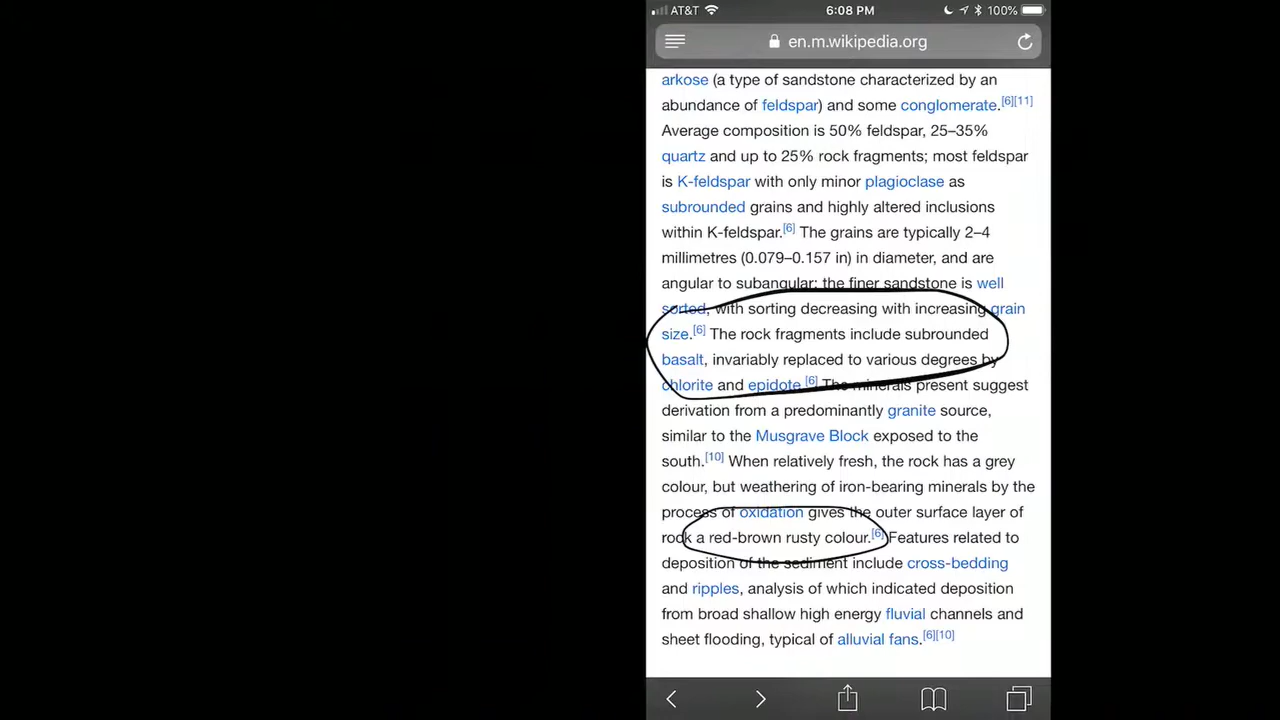 AT&T 6:08 PM 100%
en.m.wikipedia.org
arkose (a type of sandstone characterized by an
abundance of feldspar) and some conglomerate.[6][11]
Average composition is 50% feldspar, 25–35%
quartz and up to 25% rock fragments; most feldspar
is K-feldspar with only minor plagioclase as
subrounded grains and highly altered inclusions
within K-feldspar.[6] The grains are typically 2–4
millimetres (0.079–0.157 in) in diameter, and are
angular to subangular; the finer sandstone is well
sorted, with sorting decreasing with increasing grain
size.[6] The rock fragments include subrounded
basalt, invariably replaced to various degrees by
chlorite and epidote.[6] The minerals present suggest
derivation from a predominantly granite source,
similar to the Musgrave Block exposed to the
south.[10] When relatively fresh, the rock has a grey
colour, but weathering of iron-bearing minerals by the
process of oxidation gives the outer surface layer of
rock a red-brown rusty colour.[6] Features related to
deposition of the sediment include cross-bedding
and ripples, analysis of which indicated deposition
from broad shallow high energy fluvial channels and
sheet flooding, typical of alluvial fans.[6][10]